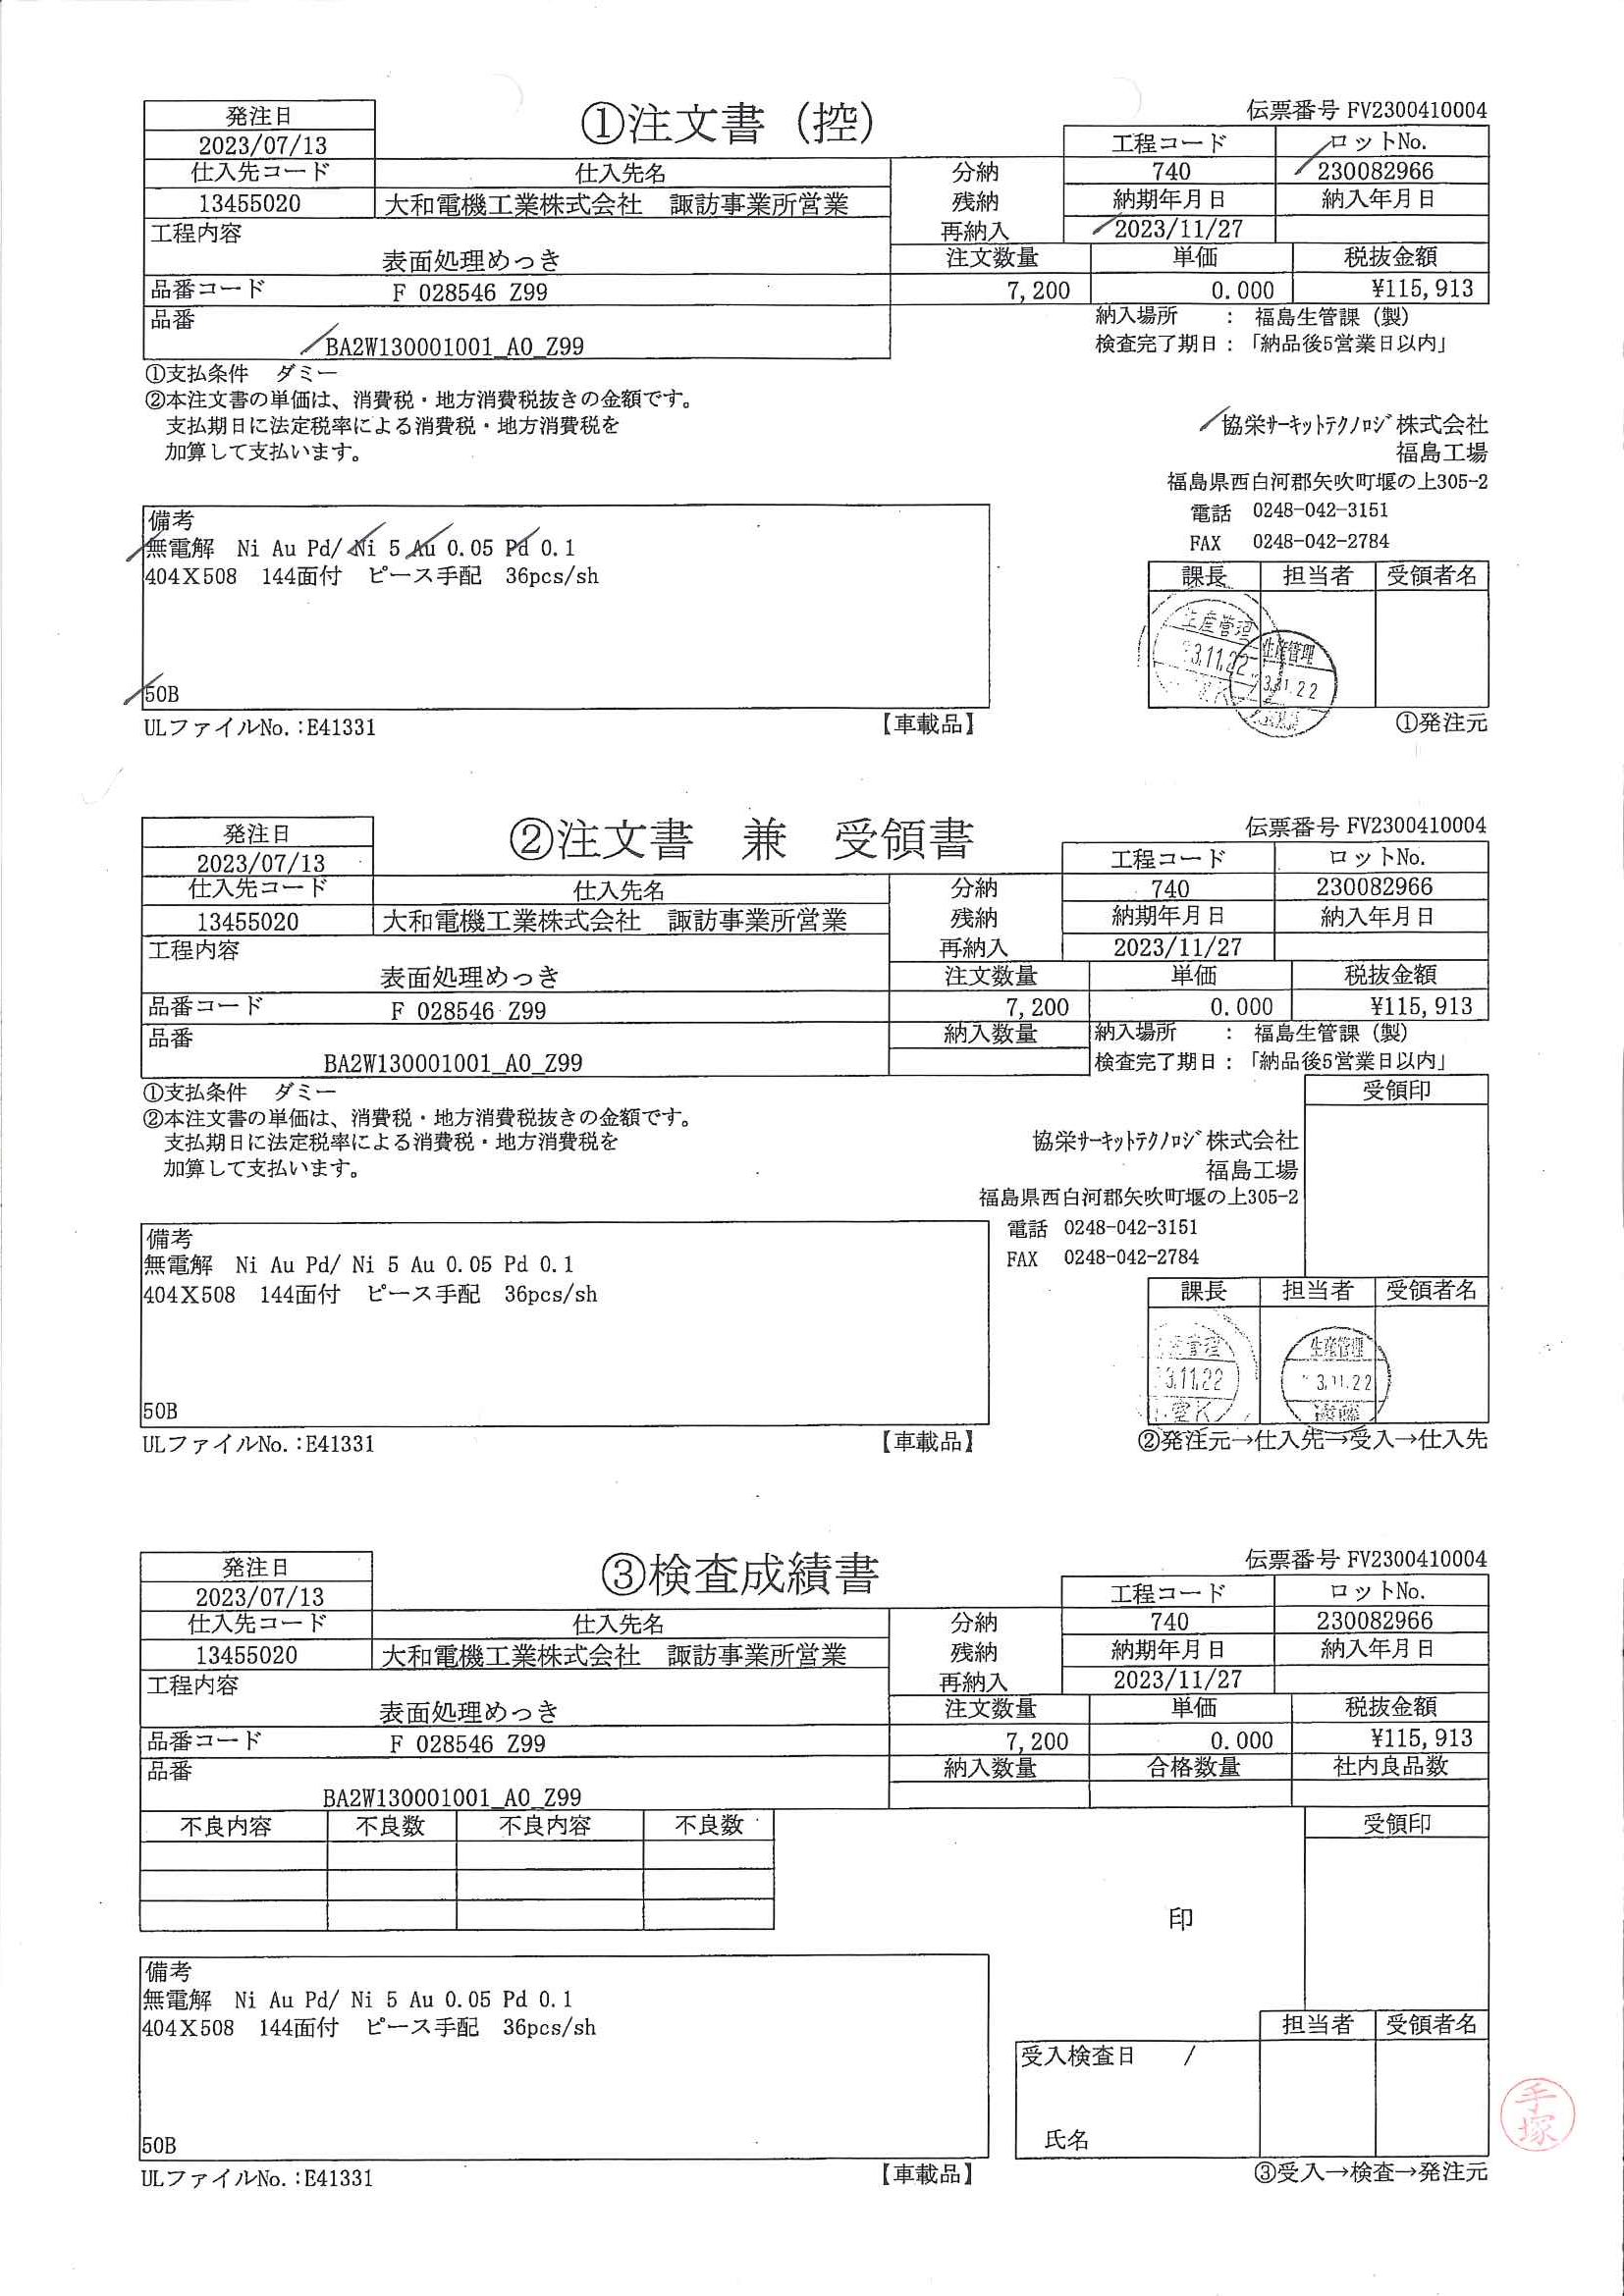 発注日
2023/07/13
①注文書（控）
伝票番号 FV2300410004
工程コード ロットNo.
740 230082966
仕入先コード 仕入先名 分納
13455020 大和電機工業株式会社　諏訪事業所営業 残納
納期年月日 納入年月日
再納入 2023/11/27
工程内容
表面処理めっき
注文数量 単価 税抜金額
品番コード F 028546 Z99 7,200 0.000 ¥115,913
品番
BA2W130001001_A0_Z99
納入場所　：　福島生管課（製）
検査完了期日：「納品後5営業日以内」
①支払条件　ダミー
②本注文書の単価は、消費税・地方消費税抜きの金額です。
支払期日に法定税率による消費税・地方消費税を
加算して支払います。
協栄ｻｰｷｯﾄﾃｸﾉﾛｼﾞ株式会社
福島工場
福島県西白河郡矢吹町堰の上305-2
電話　0248-042-3151
FAX　0248-042-2784
備考
無電解　Ni Au Pd/ Ni 5 Au 0.05 Pd 0.1
404X508　144面付　ピース手配　36pcs/sh
50B
課長 担当者 受領者名
生産管理
3.11.22
生産管理
3.11.22
ULファイルNo.:E41331
【車載品】
①発注元
発注日
2023/07/13
②注文書　兼　受領書
伝票番号 FV2300410004
工程コード ロットNo.
740 230082966
仕入先コード 仕入先名 分納
13455020 大和電機工業株式会社　諏訪事業所営業 残納
納期年月日 納入年月日
再納入 2023/11/27
工程内容
表面処理めっき
注文数量 単価 税抜金額
品番コード F 028546 Z99 7,200 0.000 ¥115,913
品番 納入数量
BA2W130001001_A0_Z99
納入場所　：　福島生管課（製）
検査完了期日：「納品後5営業日以内」
受領印
①支払条件　ダミー
②本注文書の単価は、消費税・地方消費税抜きの金額です。
支払期日に法定税率による消費税・地方消費税を
加算して支払います。
協栄ｻｰｷｯﾄﾃｸﾉﾛｼﾞ株式会社
福島工場
福島県西白河郡矢吹町堰の上305-2
電話　0248-042-3151
FAX　0248-042-2784
備考
無電解　Ni Au Pd/ Ni 5 Au 0.05 Pd 0.1
404X508　144面付　ピース手配　36pcs/sh
50B
課長 担当者 受領者名
3.11.22
生産管理
3.11.22
ULファイルNo.:E41331
【車載品】
②発注元→仕入先→受入→仕入先
発注日
2023/07/13
③検査成績書
伝票番号 FV2300410004
工程コード ロットNo.
740 230082966
仕入先コード 仕入先名 分納
13455020 大和電機工業株式会社　諏訪事業所営業 残納
納期年月日 納入年月日
再納入 2023/11/27
工程内容
表面処理めっき
注文数量 単価 税抜金額
品番コード F 028546 Z99 7,200 0.000 ¥115,913
品番 納入数量 合格数量 社内良品数
BA2W130001001_A0_Z99
不良内容 不良数 不良内容 不良数
受領印
印
備考
無電解　Ni Au Pd/ Ni 5 Au 0.05 Pd 0.1
404X508　144面付　ピース手配　36pcs/sh
50B
担当者 受領者名
受入検査日　/
氏名
手塚
ULファイルNo.:E41331
【車載品】
③受入→検査→発注元